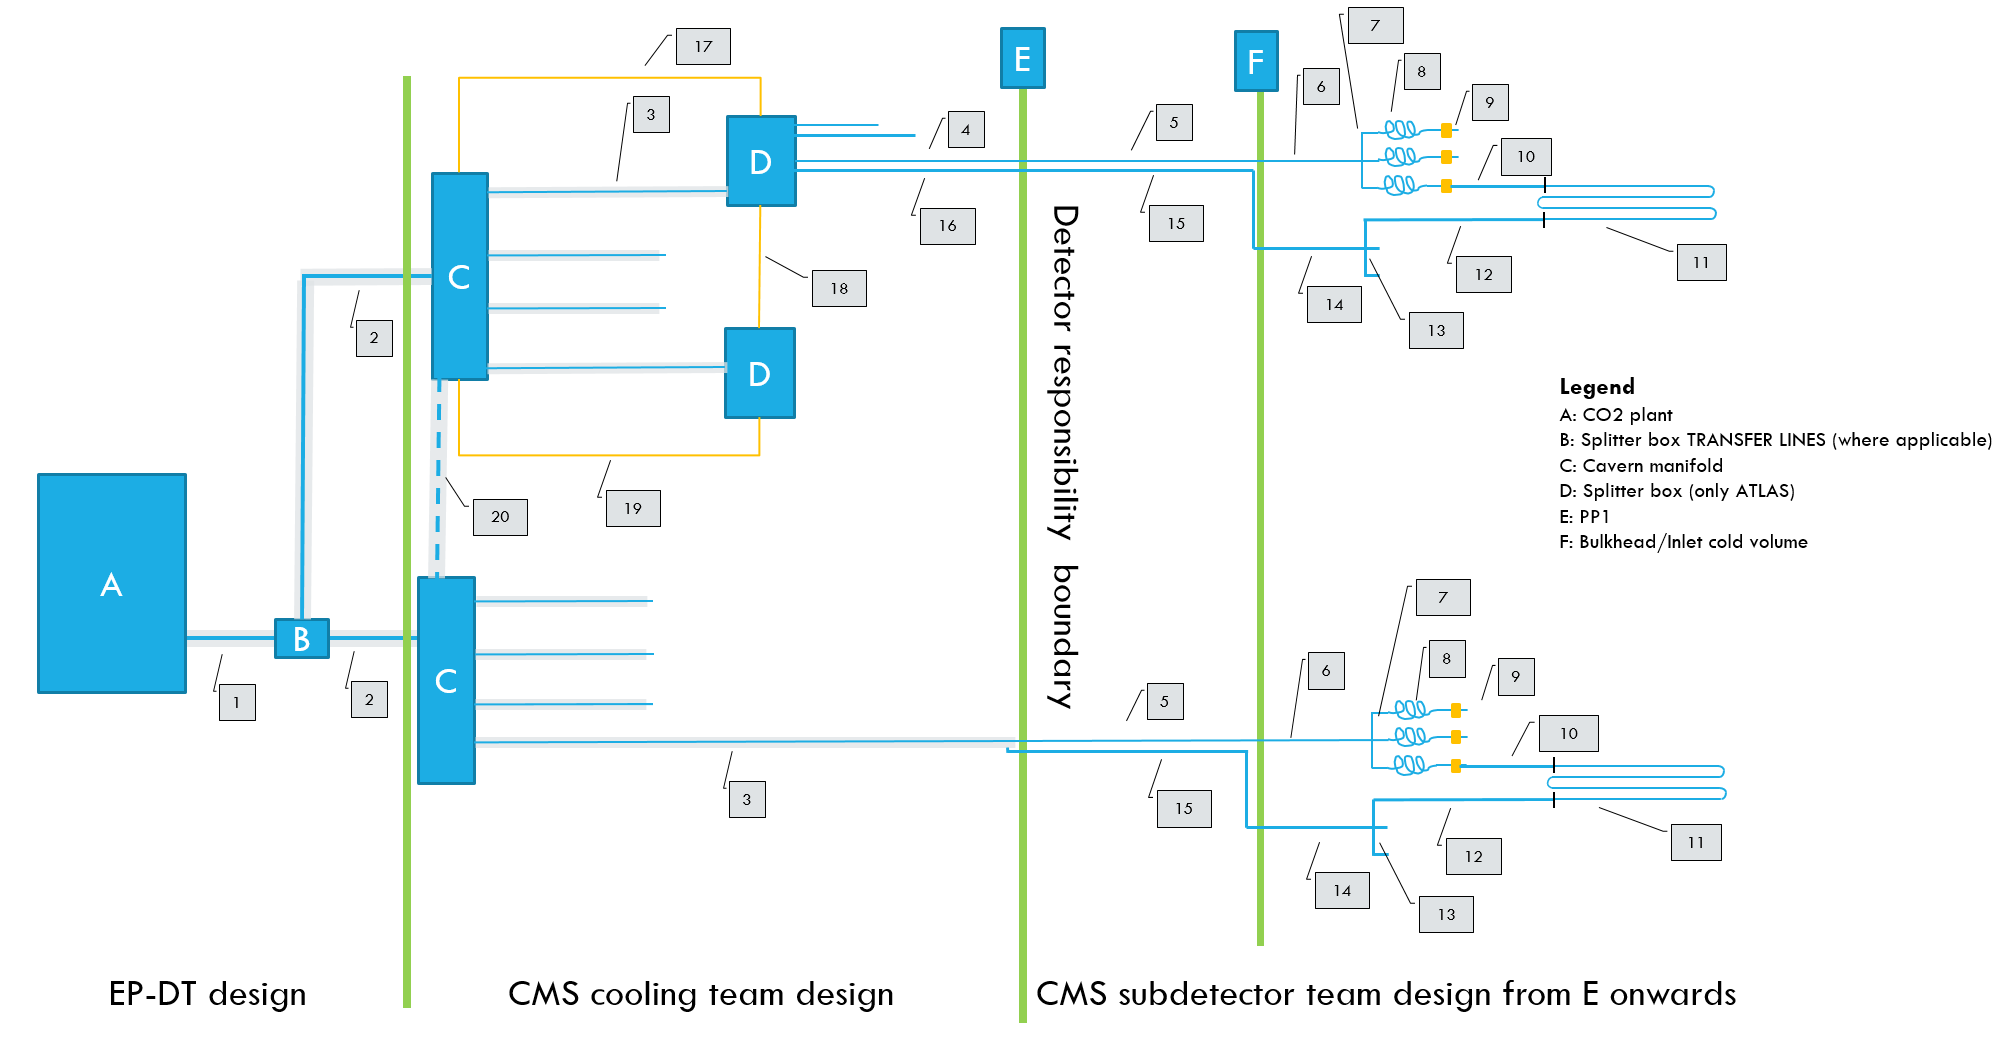 7
17
E
F
8
6
3
9
5
4
D
10
16
15
C
11
12
18
14
13
2
D
Detector responsibility boundary
Legend
A: CO2 plant
B: Splitter box TRANSFER LINES (where applicable)
C: Cavern manifold
D: Splitter box (only ATLAS)
E: PP1
F: Bulkhead/Inlet cold volume
19
20
A
7
B
8
6
9
C
5
1
2
10
3
15
11
12
14
13
EP-DT design
CMS cooling team design
CMS subdetector team design from E onwards